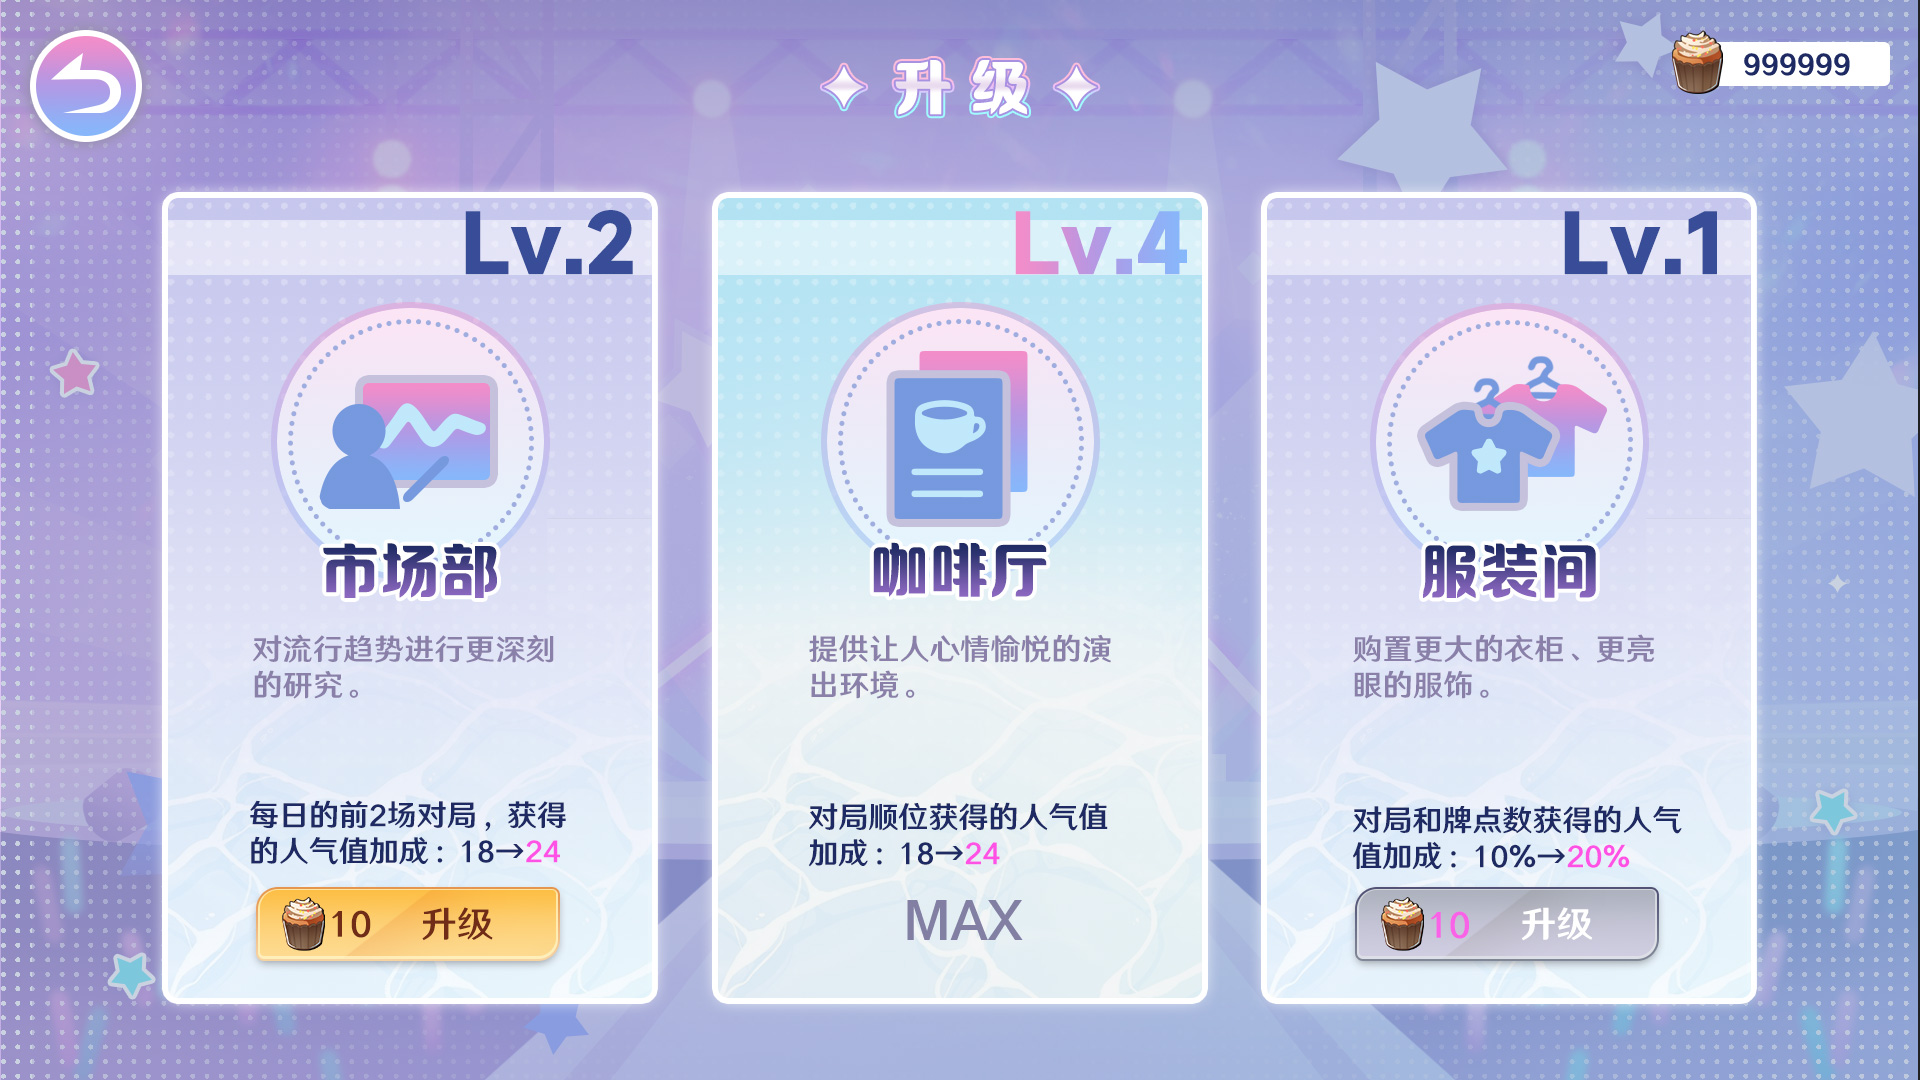 升级
999999
Lv.2
市场部
对流行趋势进行更深刻
的研究。
每日的前2场对局，获得
的人气值加成：18→24
10 升级
Lv.4
咖啡厅
提供让人心情愉悦的演
出环境。
对局顺位获得的人气值
加成：18→24
MAX
Lv.1
服装间
购置更大的衣柜、更亮
眼的服饰。
对局和牌点数获得的人气
值加成：10%→20%
10 升级